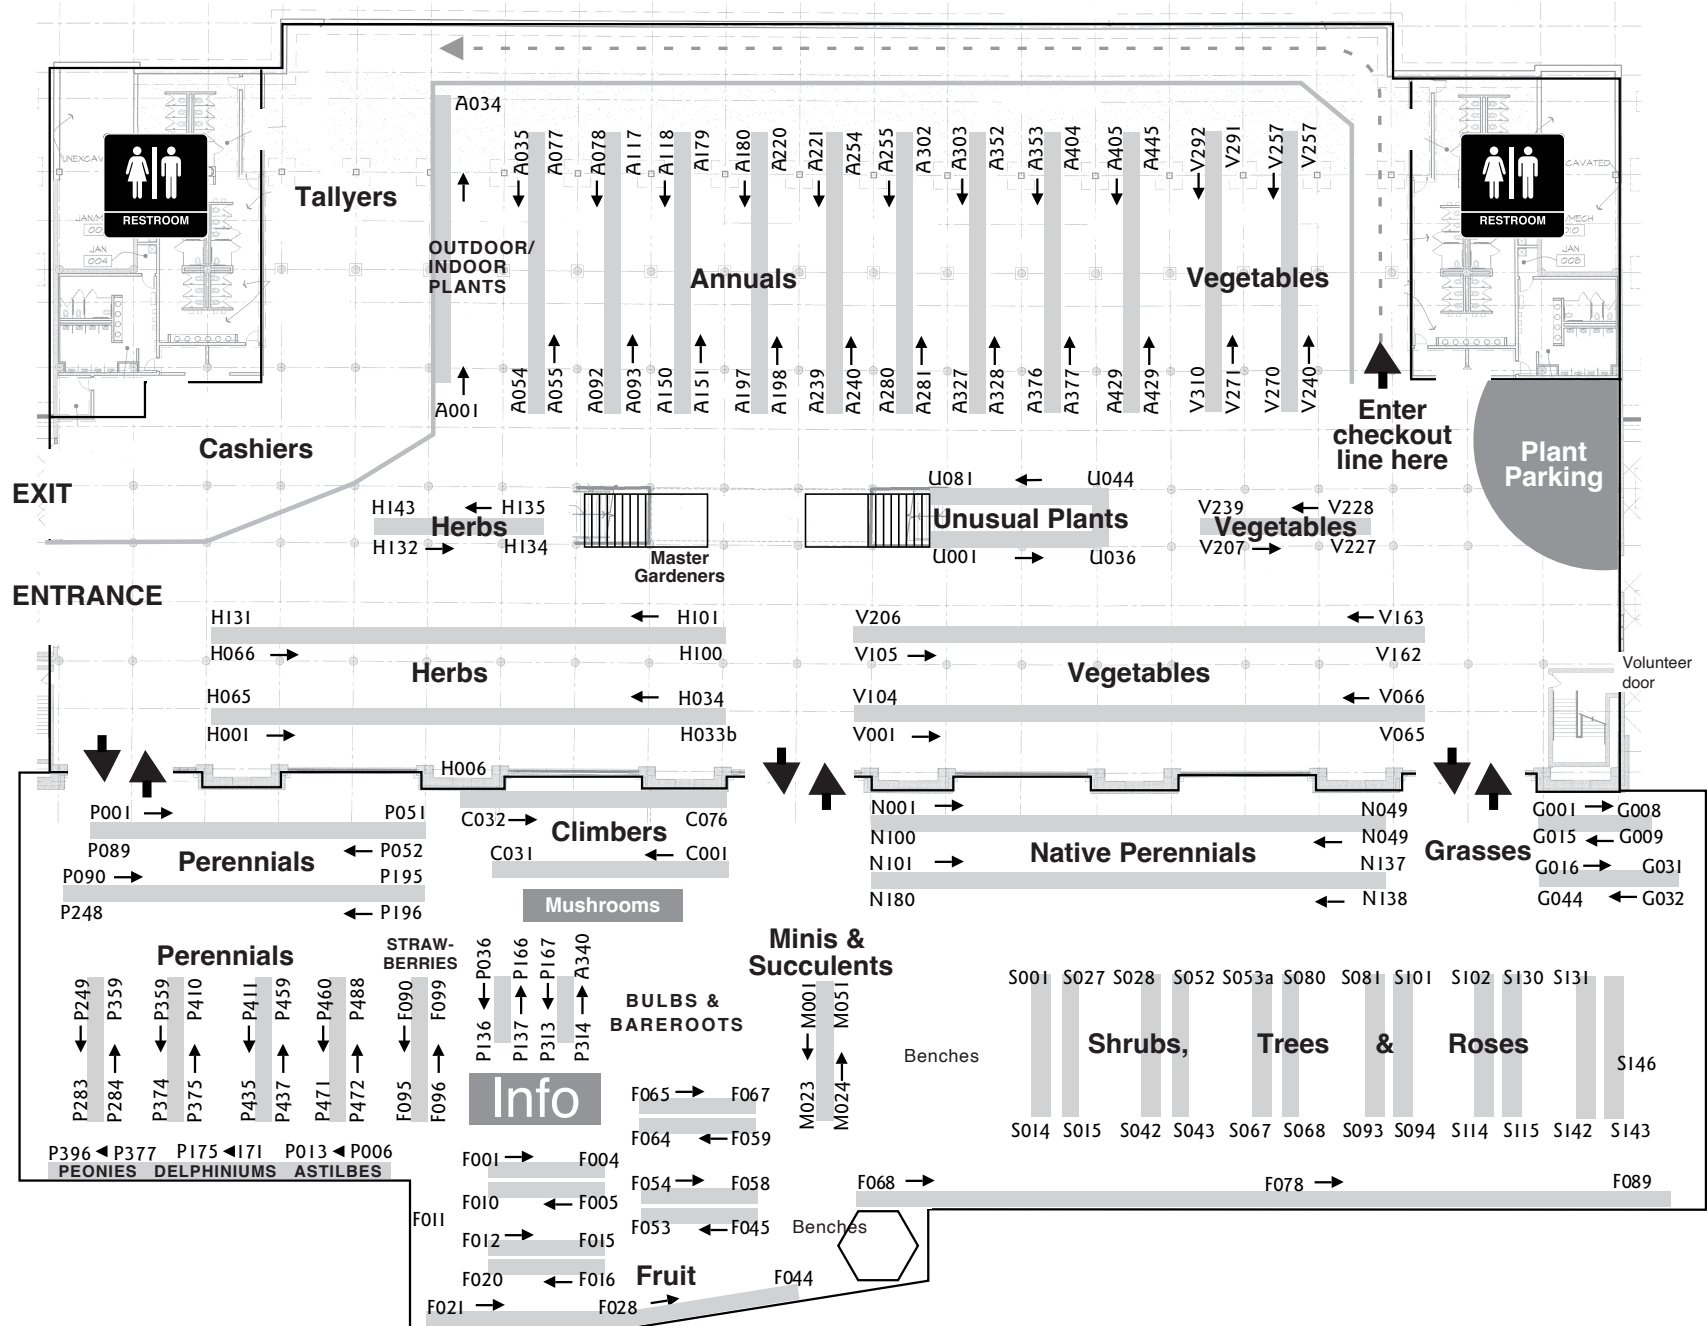 A034
A035
A077
A078
A117
A118
A179
A180
A220
A221
A254
A255
A302
A303
A352
A353
A404
A405
A445
V292
V291
V257
V257
UNEXCAV
RESTROOM
JAN/M
00
JAN
004
Tallyers
OUTDOOR/
INDOOR
PLANTS
Annuals
Vegetables
CAVATED
RESTROOM
/MECH
010
JAN
008
A001
A054
A055
A092
A093
A150
A151
A197
A198
A239
A240
A280
A281
A327
A328
A376
A377
A429
A429
V310
V271
V270
V240
Enter
checkout
line here
Plant
Parking
Cashiers
EXIT
H143
H135
Herbs
H132
H134
Master
Gardeners
U081
U044
Unusual Plants
U001
U036
V239
V228
Vegetables
V207
V227
ENTRANCE
H131
H101
H066
H100
Herbs
H065
H034
H001
H033b
V206
V163
V105
V162
Vegetables
V104
V066
V001
V065
Volunteer
door
H006
P001
P051
P089
P052
Perennials
P090
P195
P248
P196
C032
C076
Climbers
C031
C001
Mushrooms
N001
N049
N100
N049
Native Perennials
N101
N137
N180
N138
Grasses
G001
G008
G015
G009
G016
G031
G044
G032
Perennials
STRAW-
BERRIES
P249
P359
P359
P410
P411
P459
P460
P488
F090
F099
P283
P284
P374
P375
P435
P437
P471
P472
F095
F096
P036
P166
P167
A340
P136
P137
P313
P314
BULBS &
BAREROOTS
Info
Minis &
Succulents
M001
M051
M023
M024
Benches
S001
S027
S028
S052
S053a
S080
S081
S101
S102
S130
S131
Shrubs,
Trees
&
Roses
S146
S014
S015
S042
S043
S067
S068
S093
S094
S114
S115
S142
S143
P396
P377
P175
171
P013
P006
PEONIES
DELPHINIUMS
ASTILBES
F065
F067
F064
F059
F001
F004
F010
F005
F054
F058
F053
F045
F011
F012
F015
F020
F016
Fruit
F021
F028
F044
Benches
F068
F078
F089